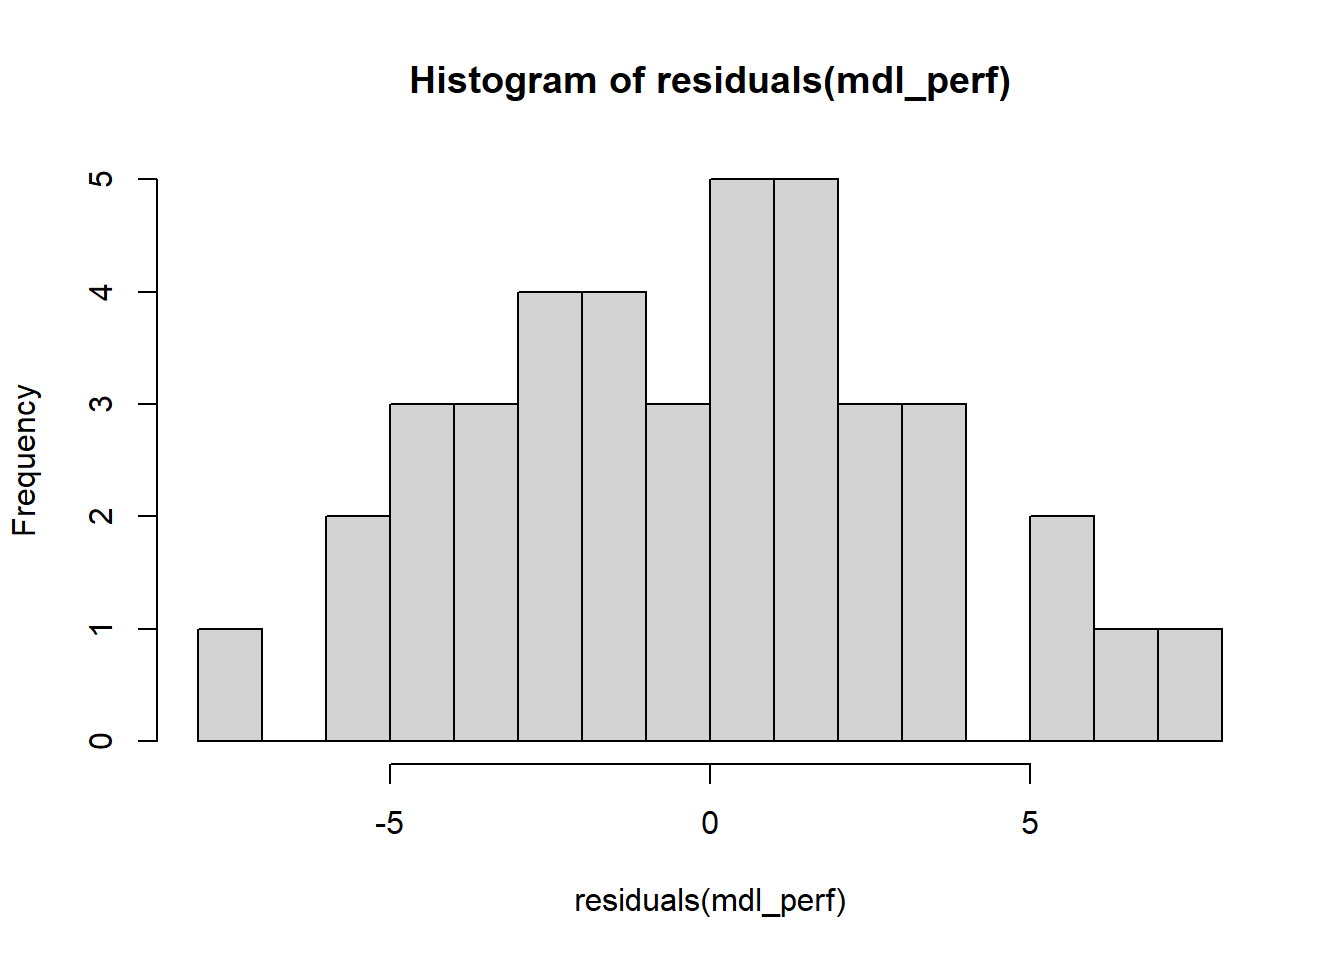 Histogram of residuals(mdl_perf)
Frequency
5
4
3
2
1
0
-5 0 5
residuals(mdl_perf)